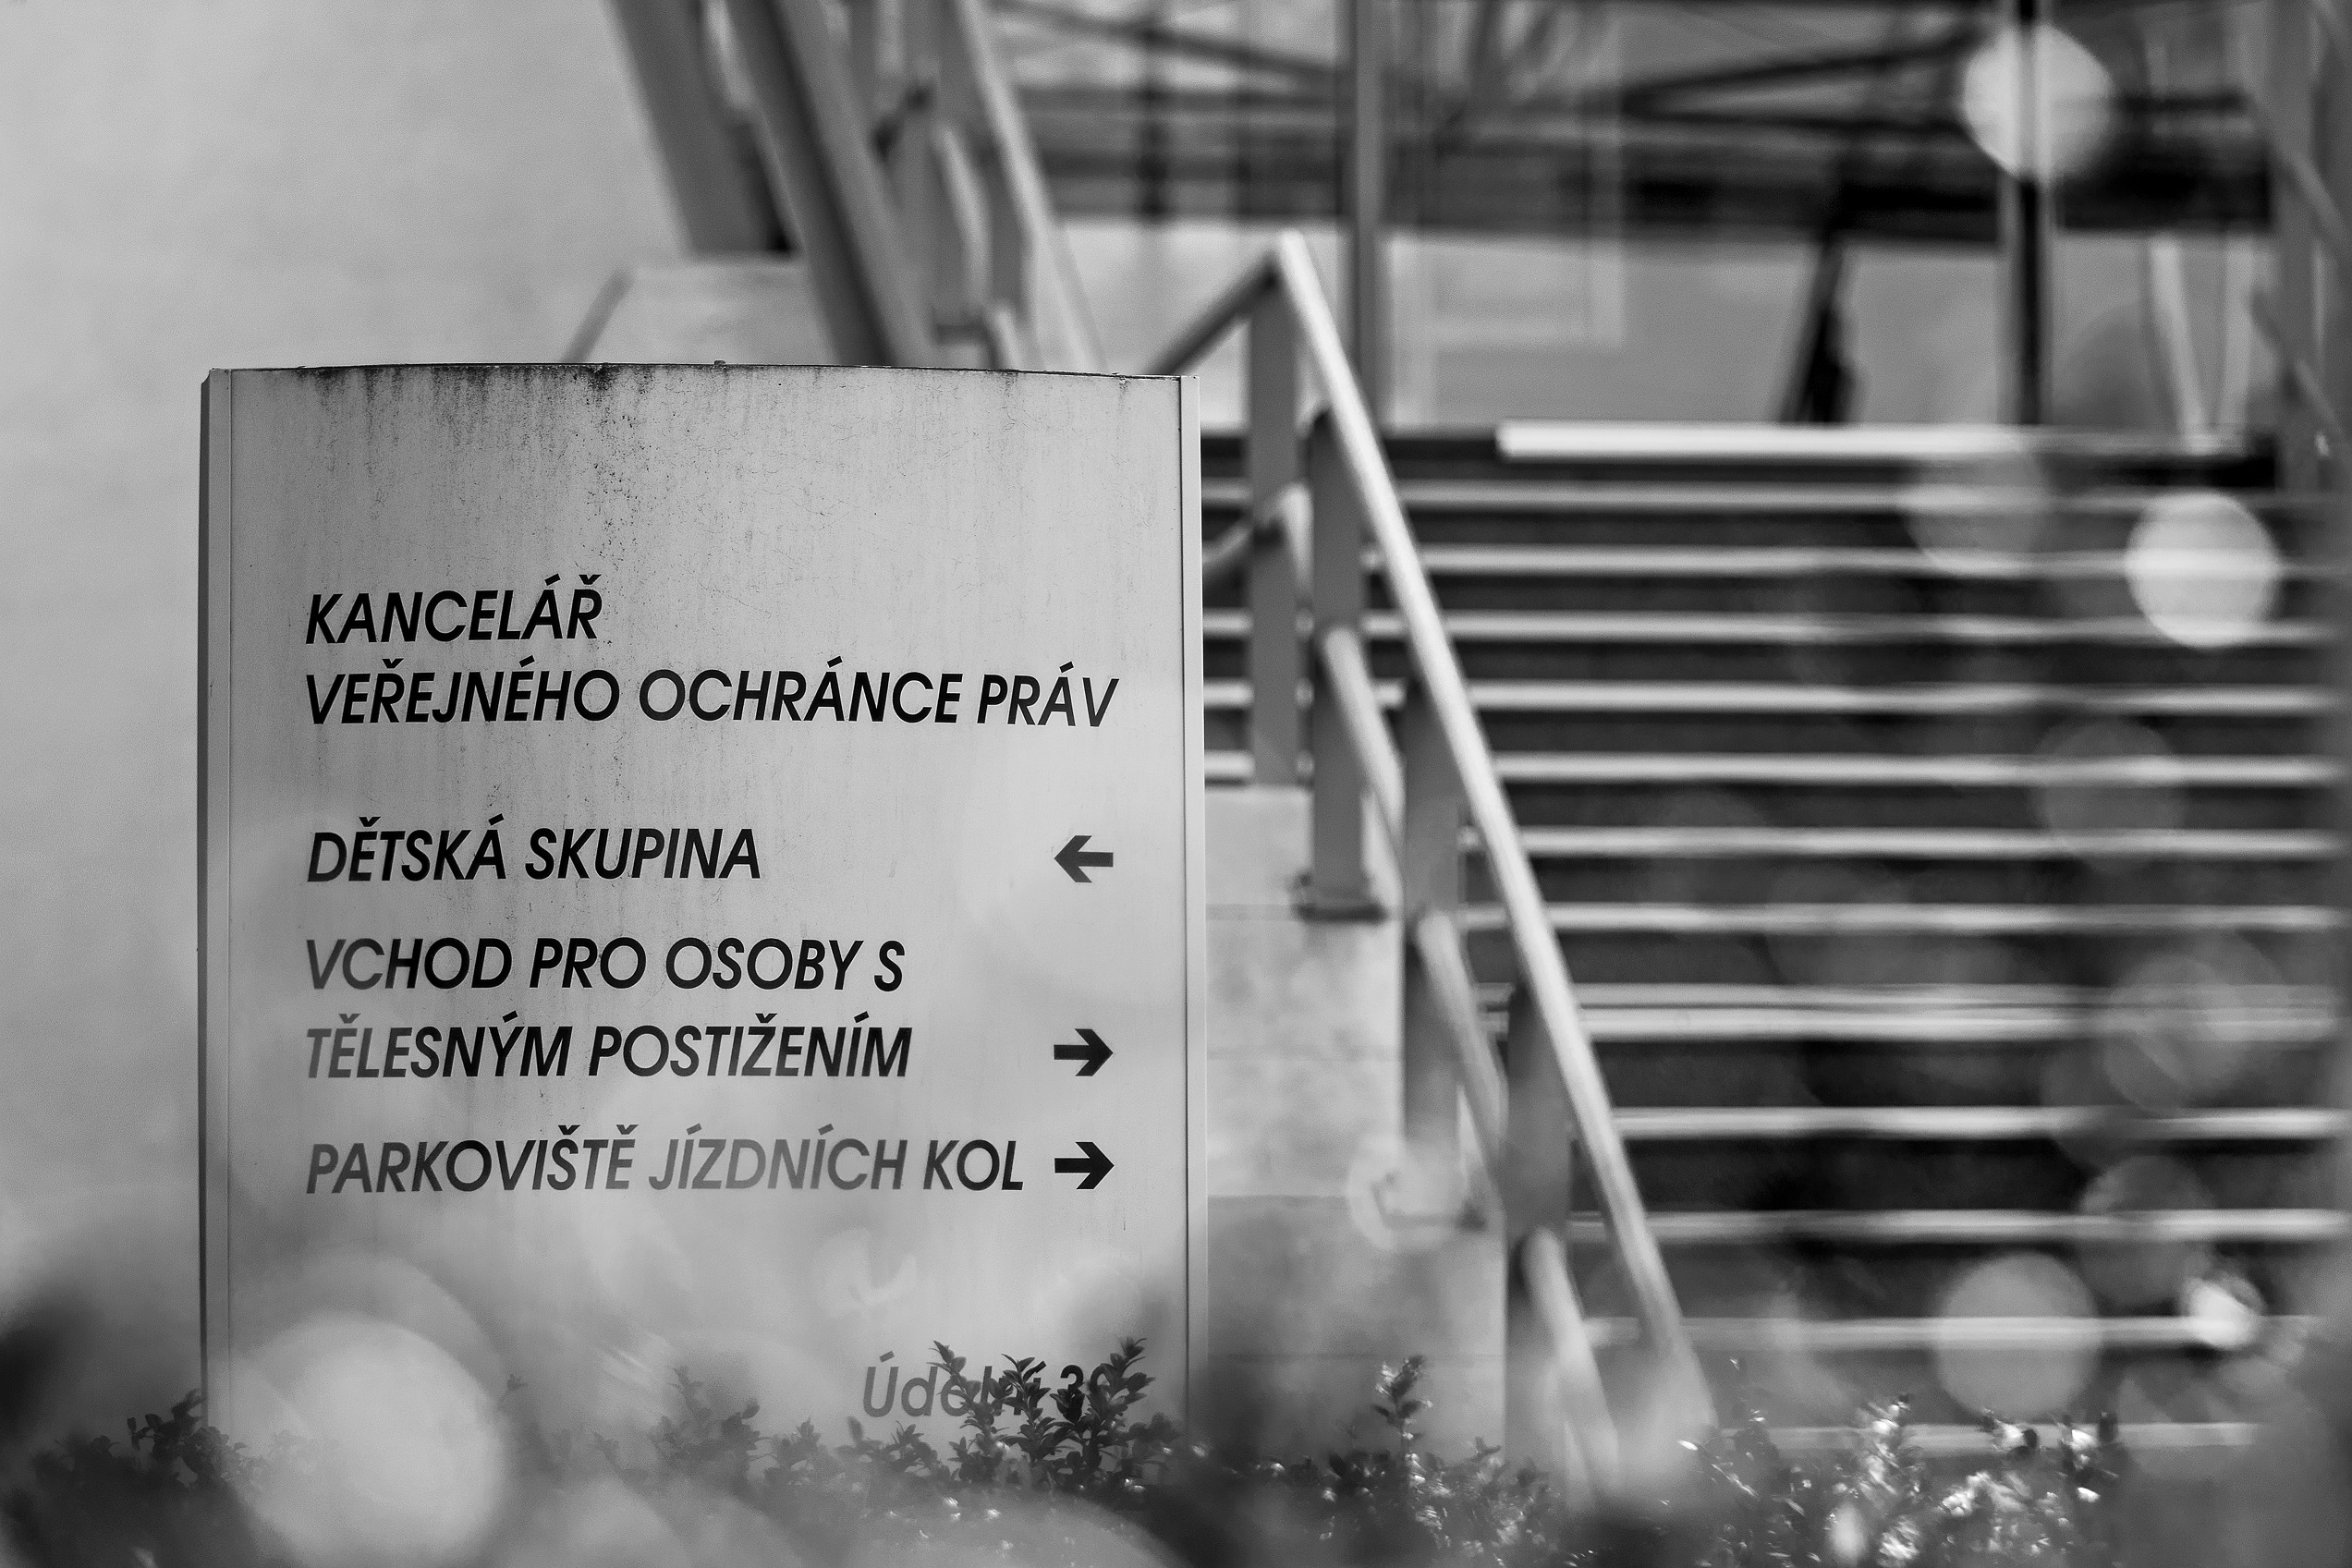 KANCELÁŘ
VEŘEJNÉHO OCHRÁNCE PRÁV
DĚTSKÁ SKUPINA ←
VCHOD PRO OSOBY S
TĚLESNÝM POSTIŽENÍM →
PARKOVIŠTĚ JÍZDNÍCH KOL →